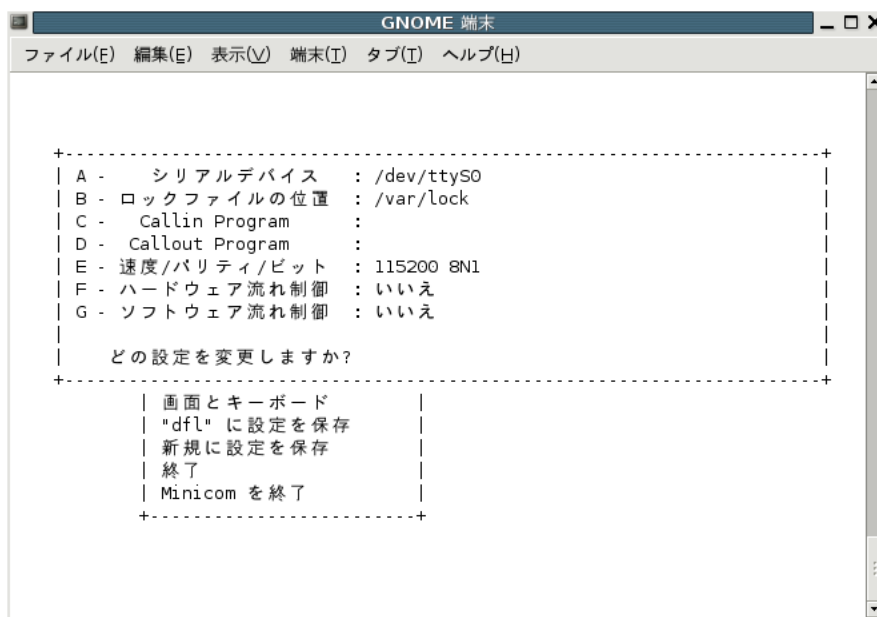 GNOME 端末
ファイル(F) 編集(E) 表示(V) 端末(T) タブ(T) ヘルプ(H)
A - シリアルデバイス : /dev/ttyS0
B - ロックファイルの位置 : /var/lock
C - Callin Program :
D - Callout Program :
E - 速度/パリティ/ビット : 115200 8N1
F - ハードウェア流れ制御 : いいえ
G - ソフトウェア流れ制御 : いいえ
どの設定を変更しますか?
画面とキーボード
"dfl" に設定を保存
新規に設定を保存
終了
Minicom を終了